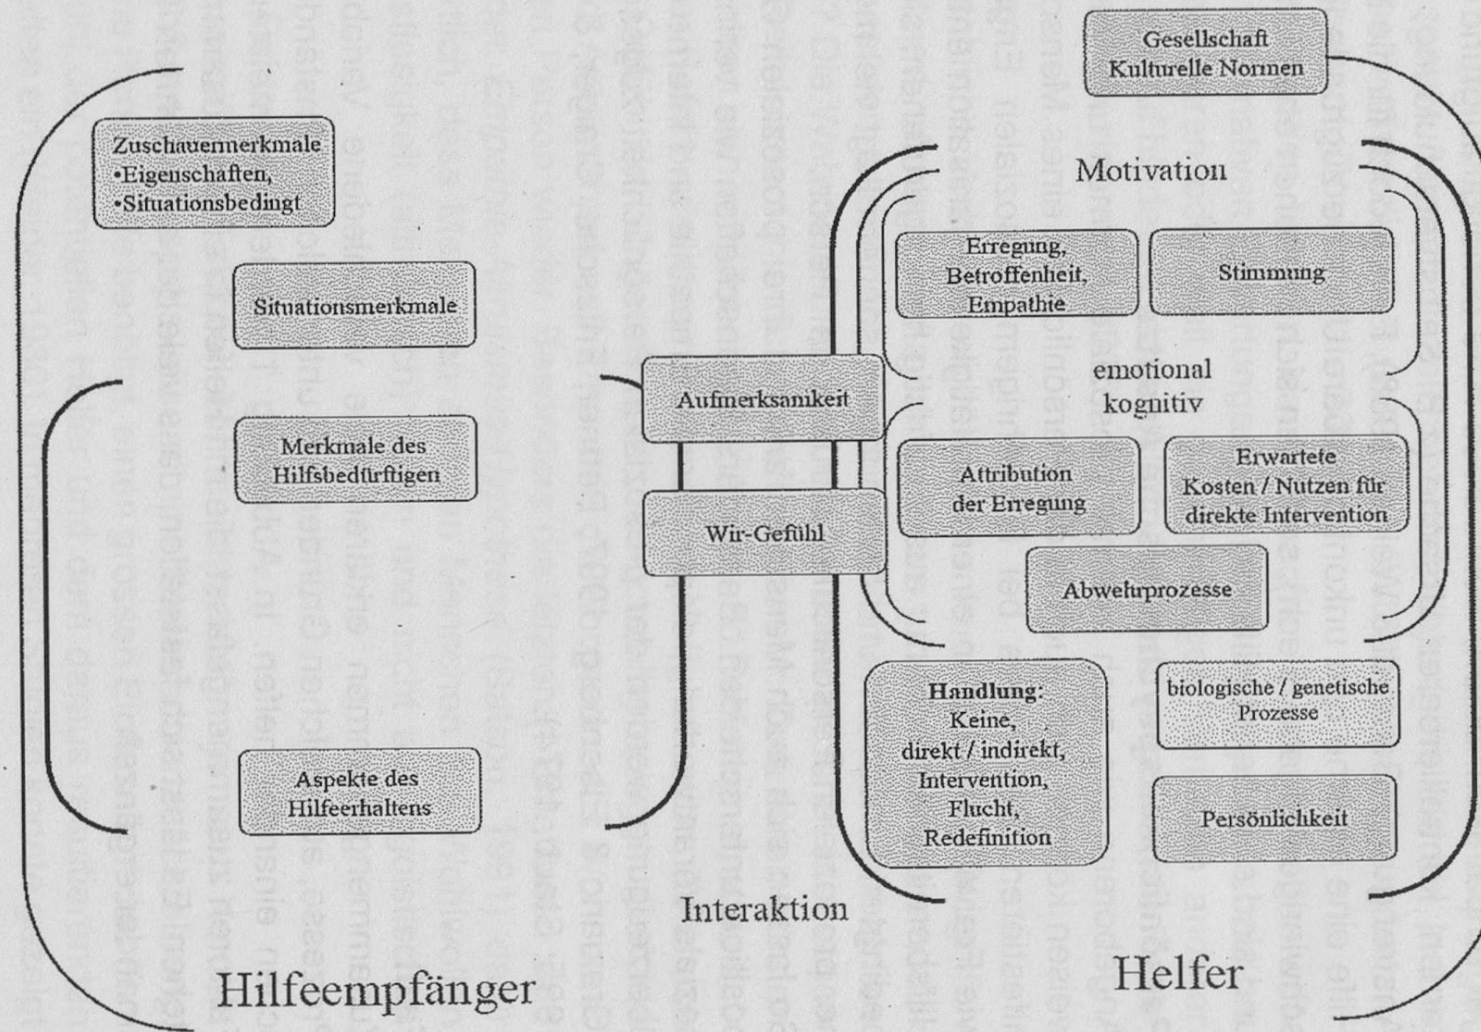 Gesellschaft
Kulturelle Normen
Zuschauermerkmale
•Eigenschaften,
•Situationsbedingt
Situationsmerkmale
Merkmale des
Hilfsbedürftigen
Aspekte des
Hilfeerhaltens
Aufmerksamkeit
Wir-Gefühl
Motivation
Erregung,
Betroffenheit,
Empathie
Stimmung
emotional
kognitiv
Attribution
der Erregung
Erwartete
Kosten / Nutzen für
direkte Intervention
Abwehrprozesse
Handlung:
Keine,
direkt / indirekt,
Intervention,
Flucht,
Redefinition
biologische / genetische
Prozesse
Persönlichkeit
Interaktion
Hilfeempfänger
Helfer